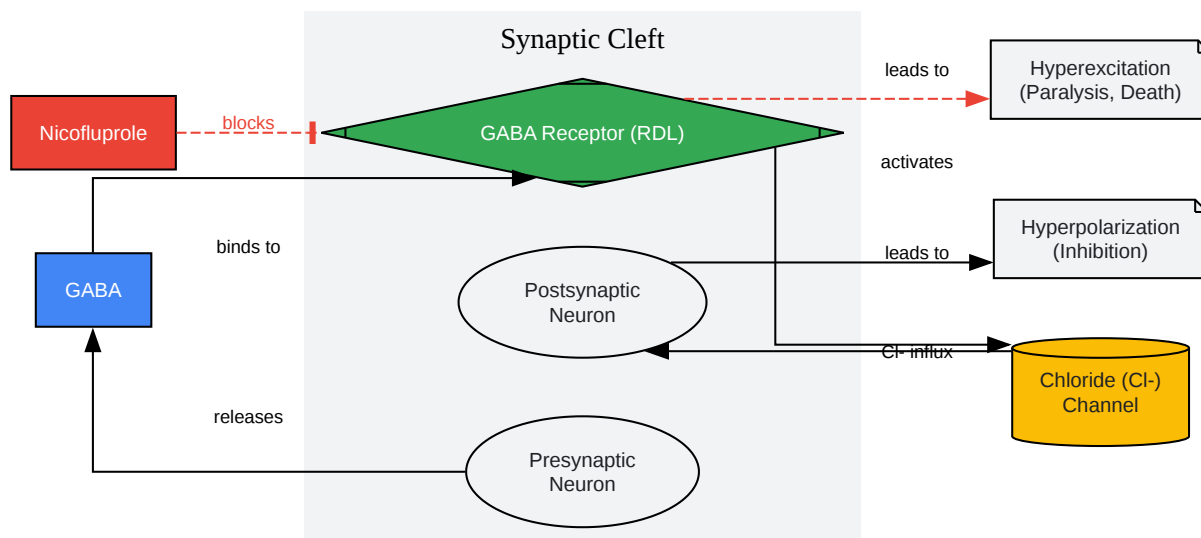 Synaptic Cleft
Nicofluprole
blocks
GABA Receptor (RDL)
leads to
Hyperexcitation
(Paralysis, Death)
activates
binds to
GABA
Postsynaptic
Neuron
leads to
Hyperpolarization
(Inhibition)
Cl- influx
Chloride (Cl-)
Channel
releases
Presynaptic
Neuron